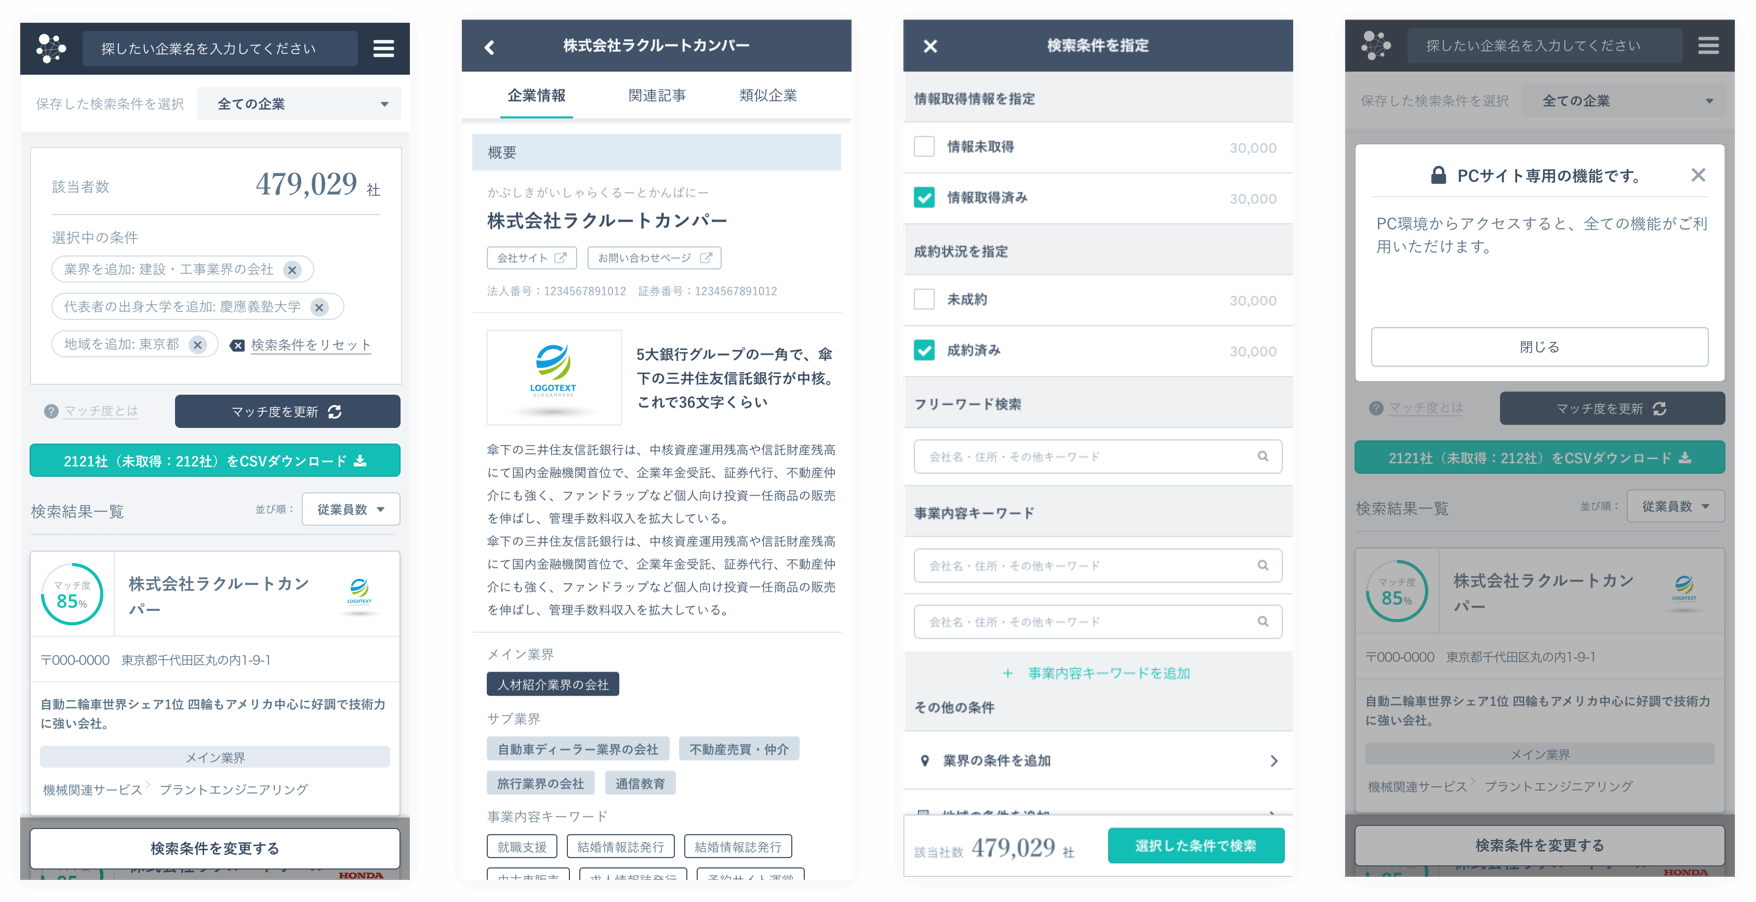 探したい企業名を入力してください
保存した検索条件を選択 全ての企業
該当者数 479,029 社
選択中の条件
業界を追加: 建設・工事業界の会社
代表者の出身大学を追加: 慶應義塾大学
地域を追加: 東京都 検索条件をリセット
? マッチ度とは マッチ度を更新
2121社（未取得：212社）をCSVダウンロード
検索結果一覧 並び順： 従業員数
マッチ度
85%
株式会社ラクルートカン
パー
LOGOTEXT
〒000-0000 東京都千代田区丸の内1-9-1
自動二輪車世界シェア1位 四輪もアメリカ中心に好調で技術力
に強い会社。
メイン業界
機械関連サービス プラントエンジニアリング
検索条件を変更する
HONDA
株式会社ラクルートカンパー
企業情報 関連記事 類似企業
概要
かぶしきがいしゃらくるーとかんぱにー
株式会社ラクルートカンパー
会社サイト お問い合わせページ
法人番号：1234567891012 証券番号：1234567891012
LOGOTEXT
SLOGANHERE
5大銀行グループの一角で、傘
下の三井住友信託銀行が中核。
これで36文字くらい
傘下の三井住友信託銀行は、中核資産運用残高や信託財産残高
にて国内金融機関首位で、企業年金受託、証券代行、不動産仲
介にも強く、ファンドラップなど個人向け投資一任商品の販売
を伸ばし、管理手数料収入を拡大している。
傘下の三井住友信託銀行は、中核資産運用残高や信託財産残高
にて国内金融機関首位で、企業年金受託、証券代行、不動産仲
介にも強く、ファンドラップなど個人向け投資一任商品の販売
を伸ばし、管理手数料収入を拡大している。
メイン業界
人材紹介業界の会社
サブ業界
自動車ディーラー業界の会社 不動産売買・仲介
旅行業界の会社 通信教育
事業内容キーワード
就職支援 結婚情報誌発行 結婚情報誌発行
中古車販売 求人情報誌発行 予約サイト運営
検索条件を指定
情報取得情報を指定
情報未取得 30,000
情報取得済み 30,000
成約状況を指定
未成約 30,000
成約済み 30,000
フリーワード検索
会社名・住所・その他キーワード
事業内容キーワード
会社名・住所・その他キーワード
会社名・住所・その他キーワード
+ 事業内容キーワードを追加
その他の条件
業界の条件を追加
地域の条件を追加
該当社数 479,029 社 選択した条件で検索
探したい企業名を入力してください
保存した検索条件を選択 全ての企業
PCサイト専用の機能です。
PC環境からアクセスすると、全ての機能がご利
用いただけます。
閉じる
? マッチ度とは マッチ度を更新
2121社（未取得：212社）をCSVダウンロード
検索結果一覧 並び順： 従業員数
マッチ度
85%
株式会社ラクルートカン
パー
LOGOTEXT
〒000-0000 東京都千代田区丸の内1-9-1
自動二輪車世界シェア1位 四輪もアメリカ中心に好調で技術力
に強い会社。
メイン業界
機械関連サービス プラントエンジニアリング
検索条件を変更する
HONDA